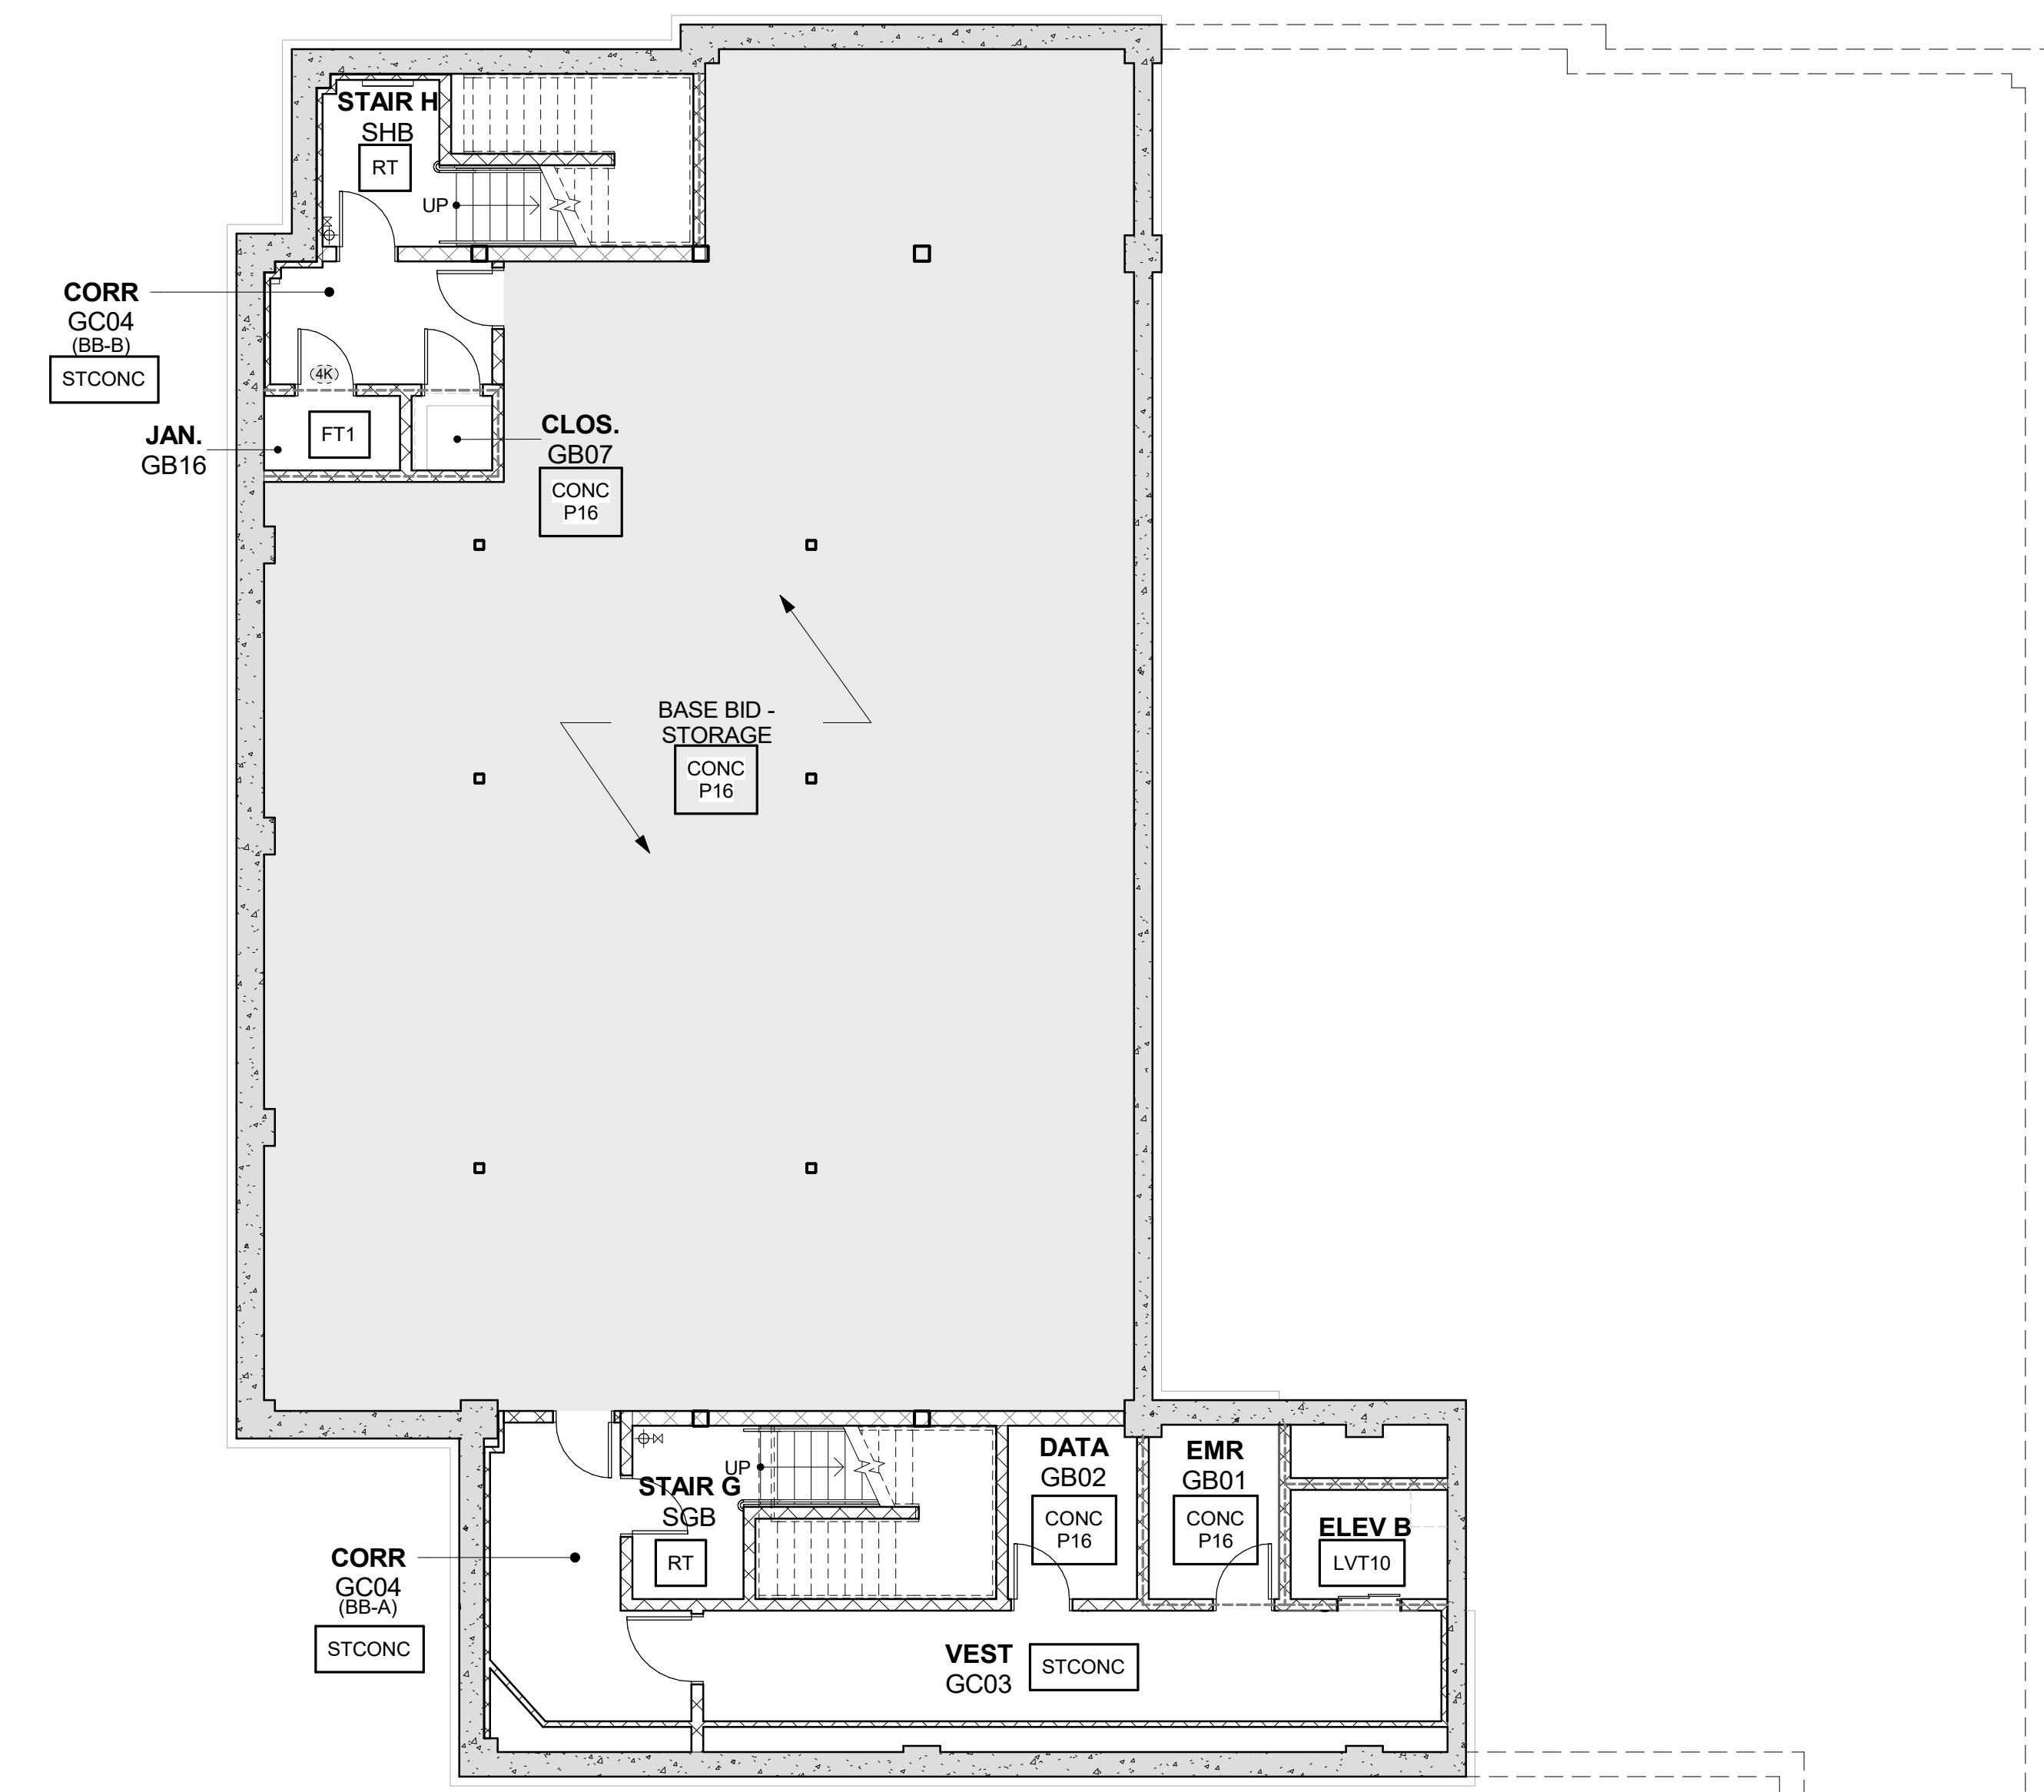 STAIR H
SHB
RT
UP
CORR
GC04
(BB-B)
STCONC
4K
JAN.
GB16
FT1
CLOS.
GB07
CONC
P16
BASE BID -
STORAGE
CONC
P16
STAIR G
SGB
RT
UP
DATA
GB02
CONC
P16
EMR
GB01
CONC
P16
ELEV B
LVT10
CORR
GC04
(BB-A)
STCONC
VEST
GC03
STCONC